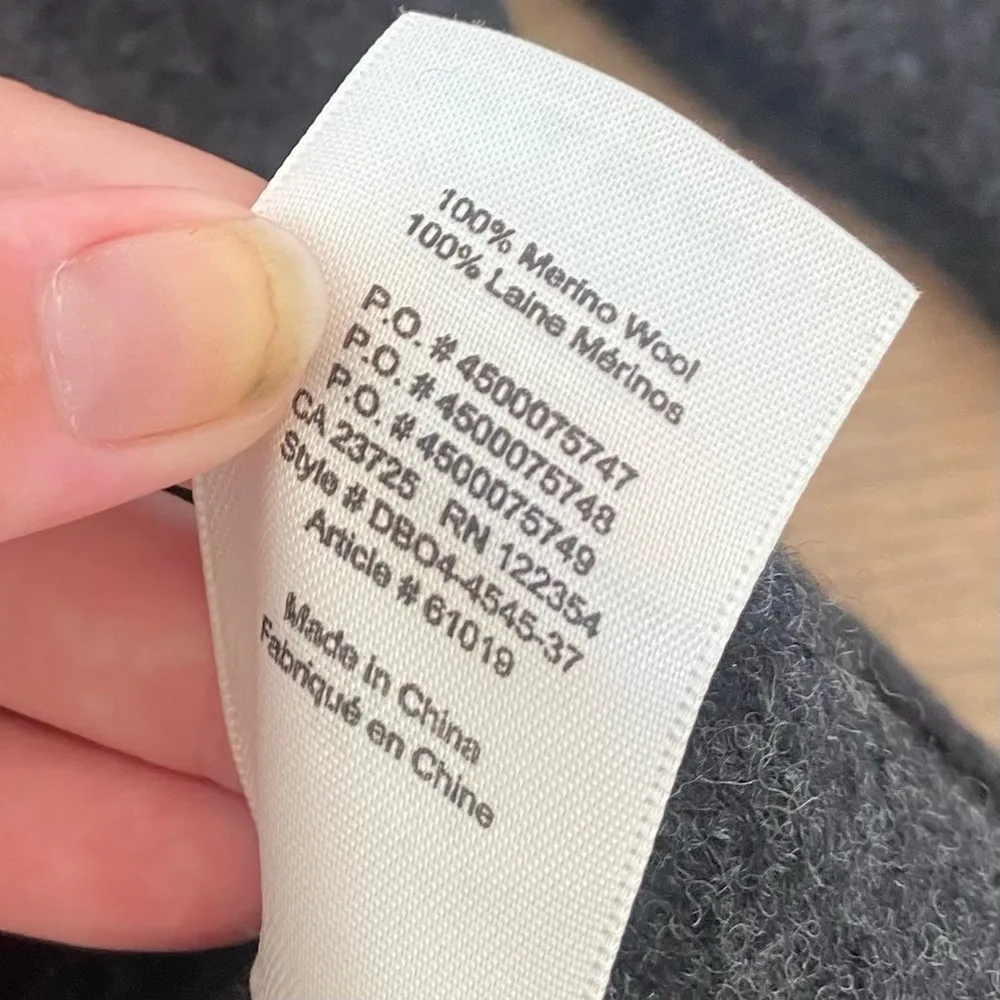 100% Merino Wool
100% Laine Mérinos
P.O. # 4500075747
P.O. # 4500075748
P.O. # 4500075749
CA 23725 RN 122354
Style # DBO4-4545-37
Article # 61019
Made in China
Fabriqué en Chine